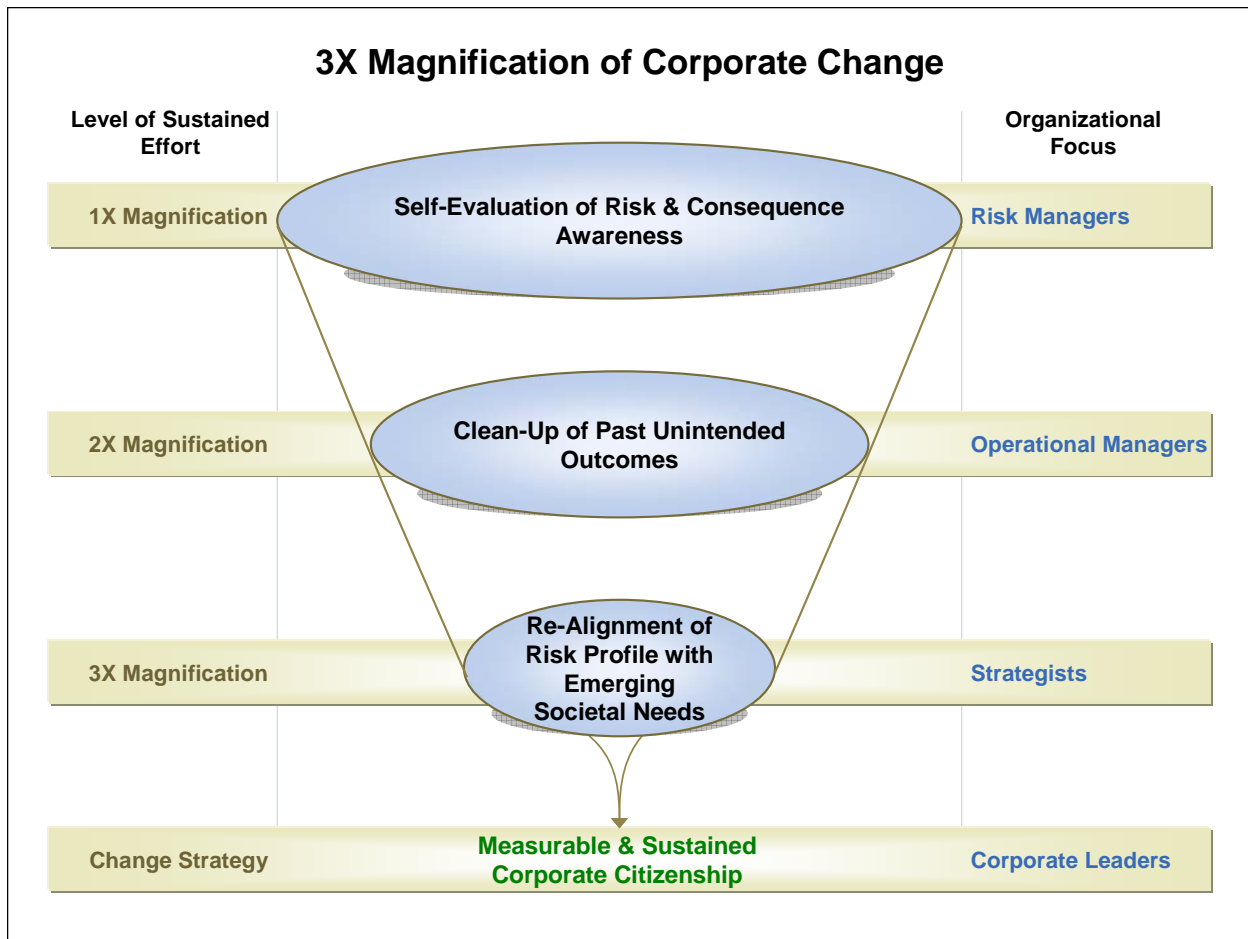 3X Magnification of Corporate Change
Level of Sustained
Effort
Organizational
Focus
1X Magnification
Self-Evaluation of Risk & Consequence
Awareness
Risk Managers
2X Magnification
Clean-Up of Past Unintended
Outcomes
Operational Managers
3X Magnification
Re-Alignment of
Risk Profile with
Emerging
Societal Needs
Strategists
Change Strategy
Measurable & Sustained
Corporate Citizenship
Corporate Leaders